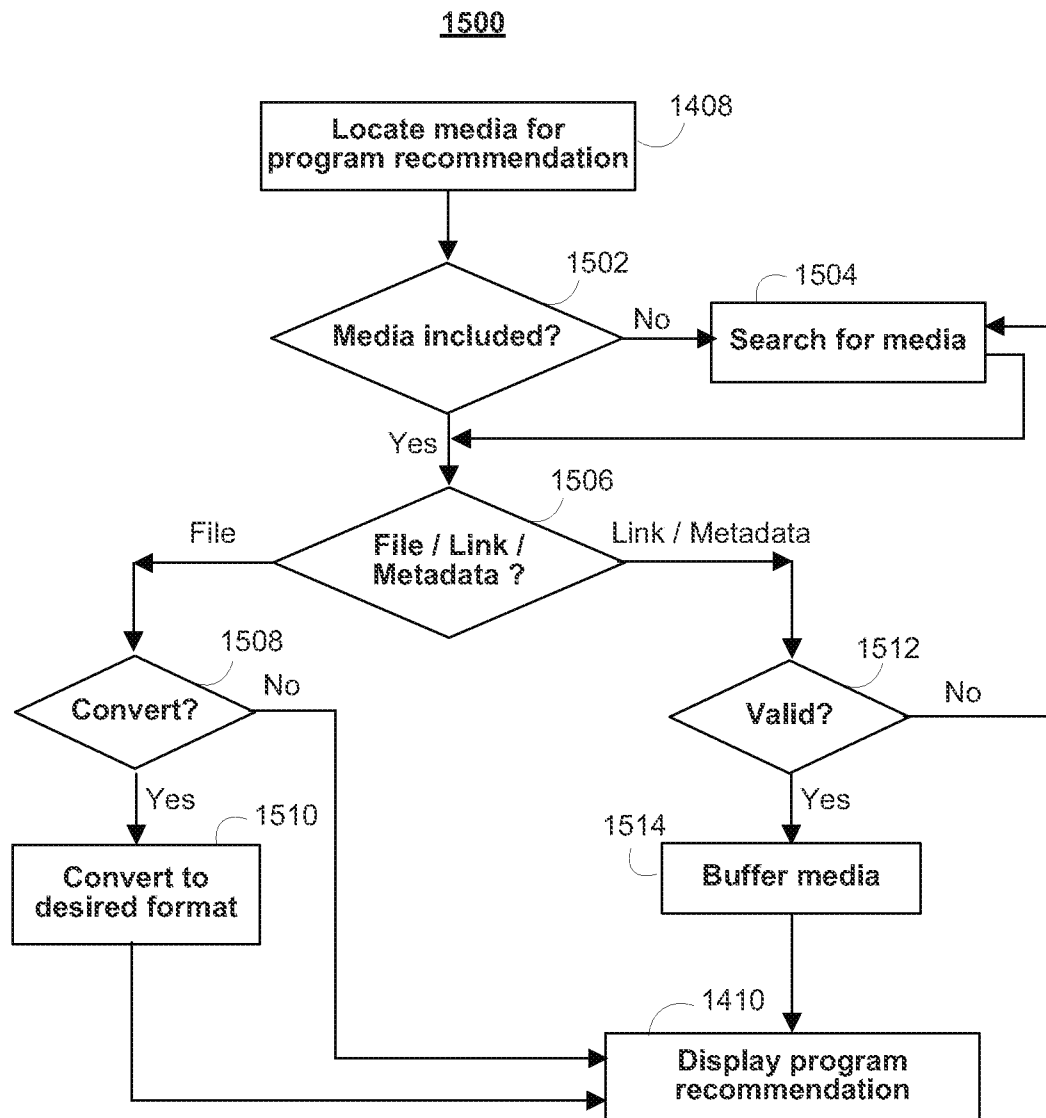 1500
1408
Locate media for
program recommendation
1502
1504
Media included?
No
Search for media
Yes
1506
File
File / Link /
Metadata ?
Link / Metadata
1508
1512
Convert?
No
Valid?
No
Yes
Yes
1510
1514
Convert to
desired format
Buffer media
1410
Display program
recommendation